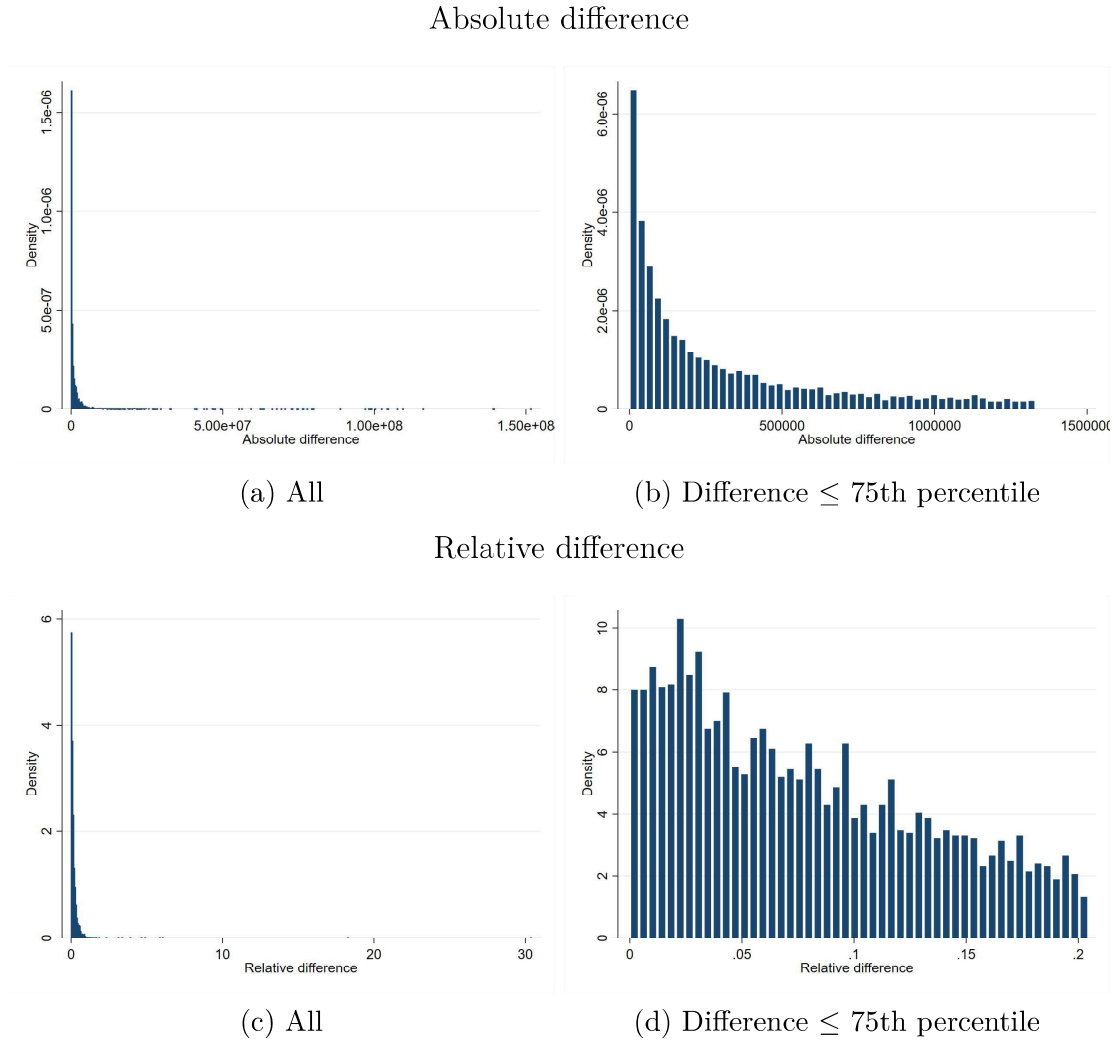 Absolute difference
Density
0
5.0e-07
1.0e-06
1.5e-06
0
5.00e+07
1.00e+08
1.50e+08
Absolute difference
(a) All
Density
0
2.0e-06
4.0e-06
6.0e-06
0
500000
1000000
1500000
Absolute difference
(b) Difference ≤ 75th percentile
Relative difference
Density
0
2
4
6
0
10
20
30
Relative difference
(c) All
Density
0
2
4
6
8
10
0
.05
.1
.15
.2
Relative difference
(d) Difference ≤ 75th percentile